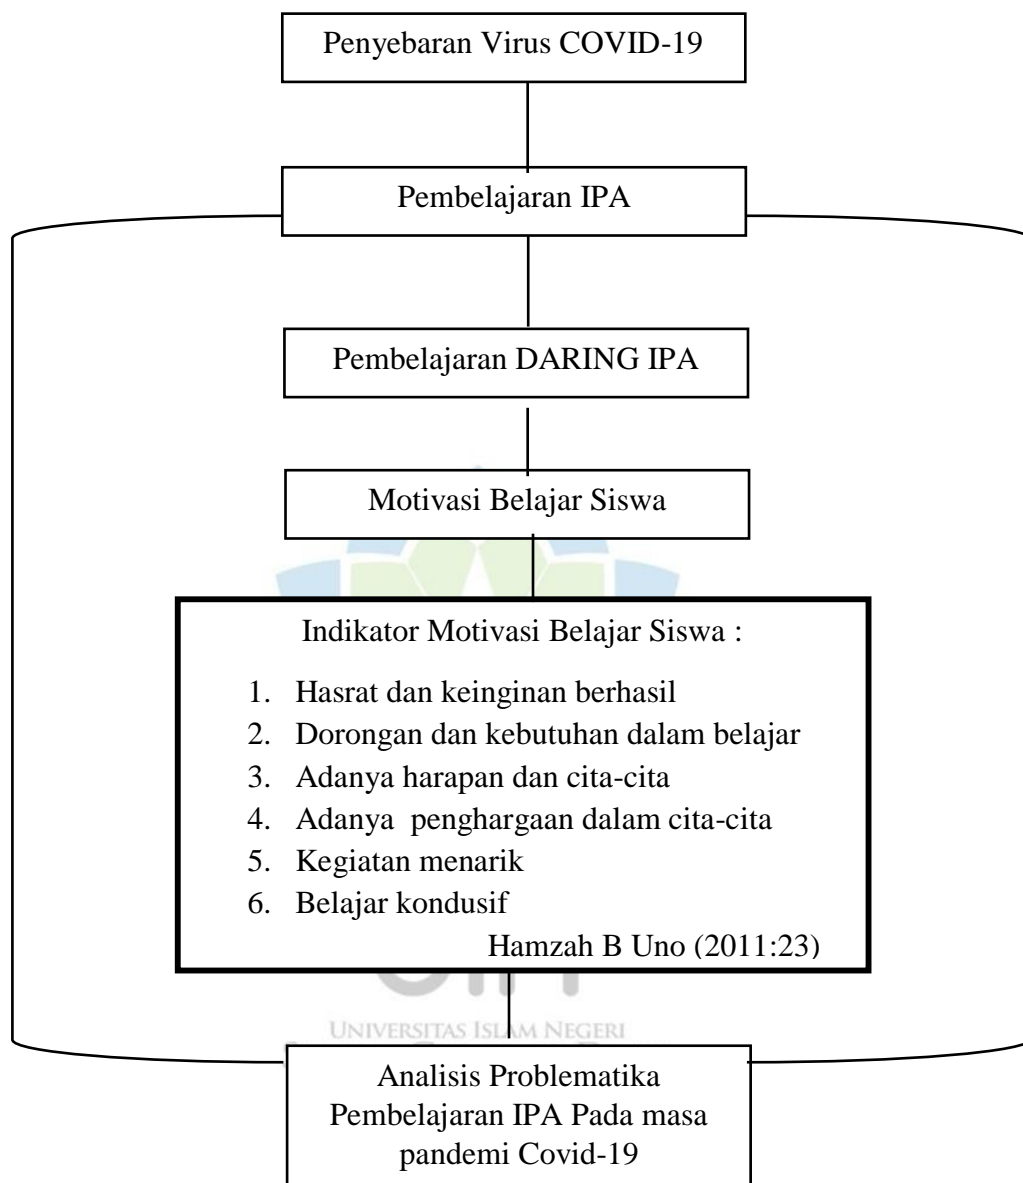 Penyebaran Virus COVID-19
Pembelajaran IPA
Pembelajaran DARING IPA
Motivasi Belajar Siswa
Indikator Motivasi Belajar Siswa :
1. Hasrat dan keinginan berhasil
2. Dorongan dan kebutuhan dalam belajar
3. Adanya harapan dan cita-cita
4. Adanya penghargaan dalam cita-cita
5. Kegiatan menarik
6. Belajar kondusif
Hamzah B Uno (2011:23)
UNIVERSITAS ISLAM NEGERI
Analisis Problematika
Pembelajaran IPA Pada masa
pandemi Covid-19